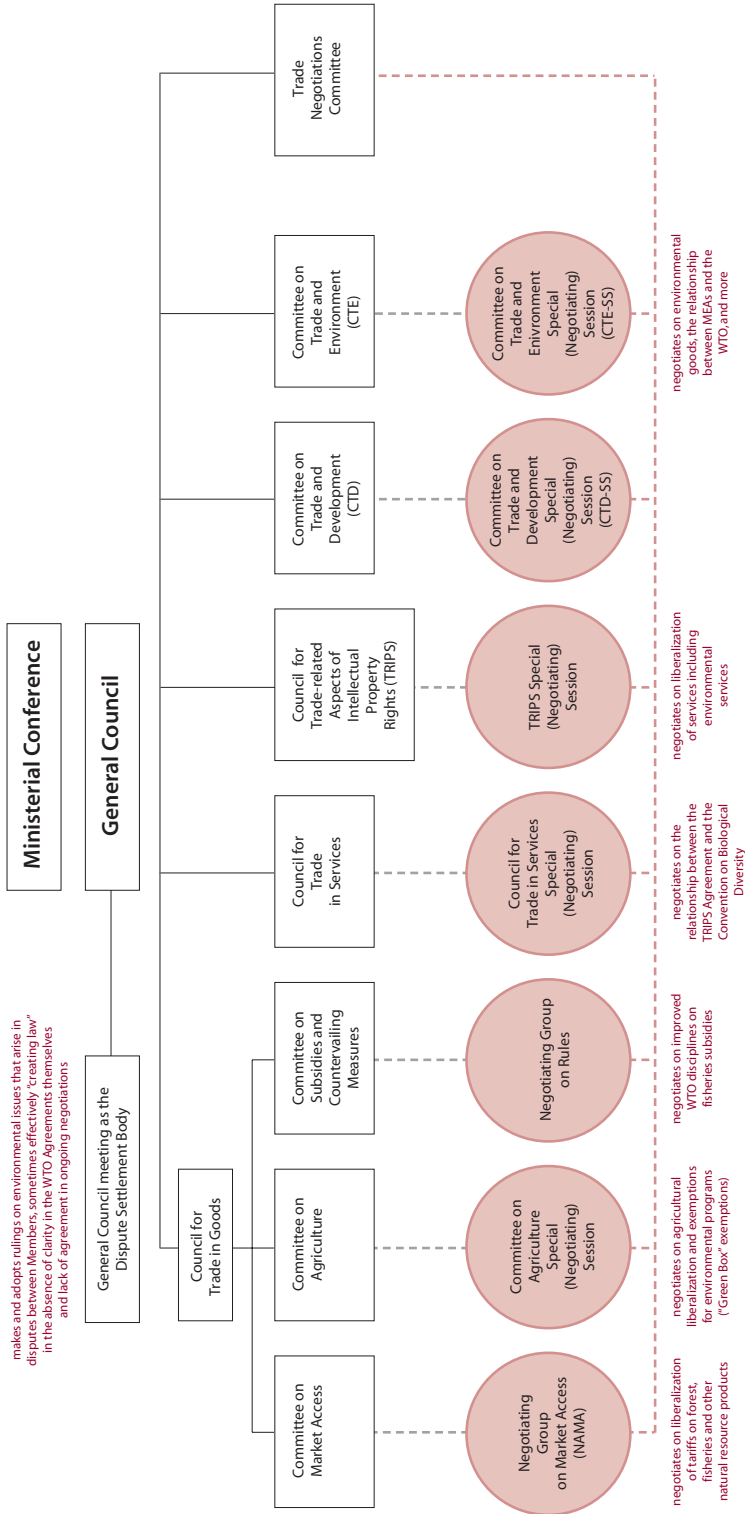 Ministerial Conference
General Council
makes and adopts rulings on environmental issues that arise in
disputes between Members, sometimes effectively “creating law”
in the absence of clarity in the WTO Agreements themselves
and lack of agreement in ongoing negotiations
General Council meeting as the
Dispute Settlement Body
Council for
Trade in Goods
Committee on
Market Access
Committee on
Agriculture
Committee on
Subsidies and
Countervailing
Measures
Council for
Trade
in Services
Council for
Trade-related
Aspects of
Intellectual
Property
Rights (TRIPS)
Committee on
Trade and
Development
(CTD)
Committee on
Trade and
Environment
(CTE)
Trade
Negotiations
Committee
Negotiating
Group
on Market Access
(NAMA)
Committee on
Agriculture
Special
(Negotiating)
Session
Negotiating Group
on Rules
Council for
Trade in Services
Special
(Negotiating)
Session
TRIPS Special
(Negotiating)
Session
Committee on
Trade and
Development
Special
(Negotiating)
Session
(CTD-SS)
Committee on
Trade and
Enivronment
Special
(Negotiating)
Session
(CTE-SS)
negotiates on liberalization
of tariffs on forest,
fisheries and other
natural resource products
negotiates on agricultural
liberalization and exemptions
for environmental programs
(“Green Box” exemptions)
negotiates on improved
WTO disciplines on
fisheries subsidies
negotiates on the
relationship between the
TRIPS Agreement and the
Convention on Biological
Diversity
negotiates on liberalization
of services including
environmental
services
negotiates on environmental
goods, the relationship
between MEAs and the
WTO, and more